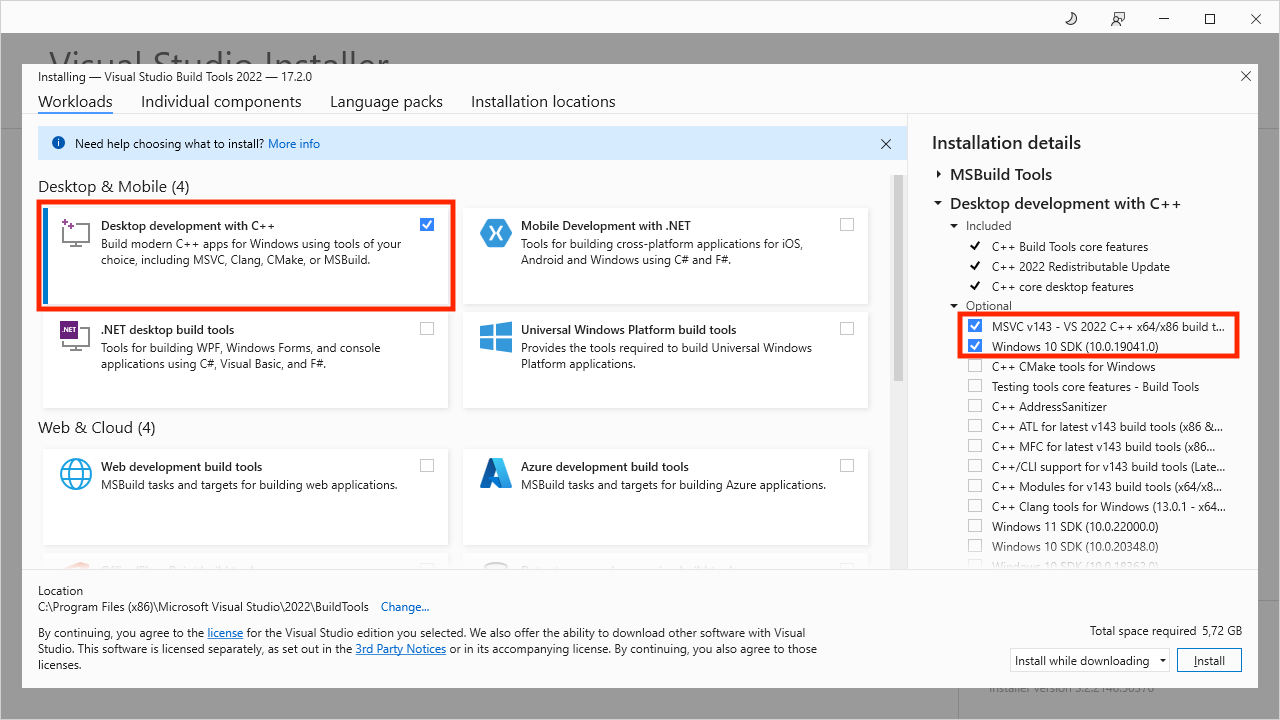 Visual Studio Installer
Installing — Visual Studio Build Tools 2022 — 17.2.0
Workloads
Individual components
Language packs
Installation locations
Need help choosing what to install? More info
Desktop & Mobile (4)
Desktop development with C++
Build modern C++ apps for Windows using tools of your
choice, including MSVC, Clang, CMake, or MSBuild.
Mobile Development with .NET
Tools for building cross-platform applications for iOS,
Android and Windows using C# and F#.
.NET
.NET desktop build tools
Tools for building WPF, Windows Forms, and console
applications using C#, Visual Basic, and F#.
Universal Windows Platform build tools
Provides the tools required to build Universal Windows
Platform applications.
Web & Cloud (4)
Web development build tools
MSBuild tasks and targets for building web applications.
Azure development build tools
MSBuild tasks and targets for building Azure applications.
Installation details
MSBuild Tools
Desktop development with C++
Included
C++ Build Tools core features
C++ 2022 Redistributable Update
C++ core desktop features
Optional
MSVC v143 - VS 2022 C++ x64/x86 build t...
Windows 10 SDK (10.0.19041.0)
C++ CMake tools for Windows
Testing tools core features - Build Tools
C++ AddressSanitizer
C++ ATL for latest v143 build tools (x86 &...
C++ MFC for latest v143 build tools (x86...
C++/CLI support for v143 build tools (Late...
C++ Modules for v143 build tools (x64/x8...
C++ Clang tools for Windows (13.0.1 - x64...
Windows 11 SDK (10.0.22000.0)
Windows 10 SDK (10.0.20348.0)
Windows 10 SDK (10.0.18362.0)
Location
C:\Program Files (x86)\Microsoft Visual Studio\2022\BuildTools Change...
By continuing, you agree to the license for the Visual Studio edition you selected. We also offer the ability to download other software with Visual
Studio. This software is licensed separately, as set out in the 3rd Party Notices or in its accompanying license. By continuing, you also agree to those
licenses.
Total space required 5,72 GB
Install while downloading
Install